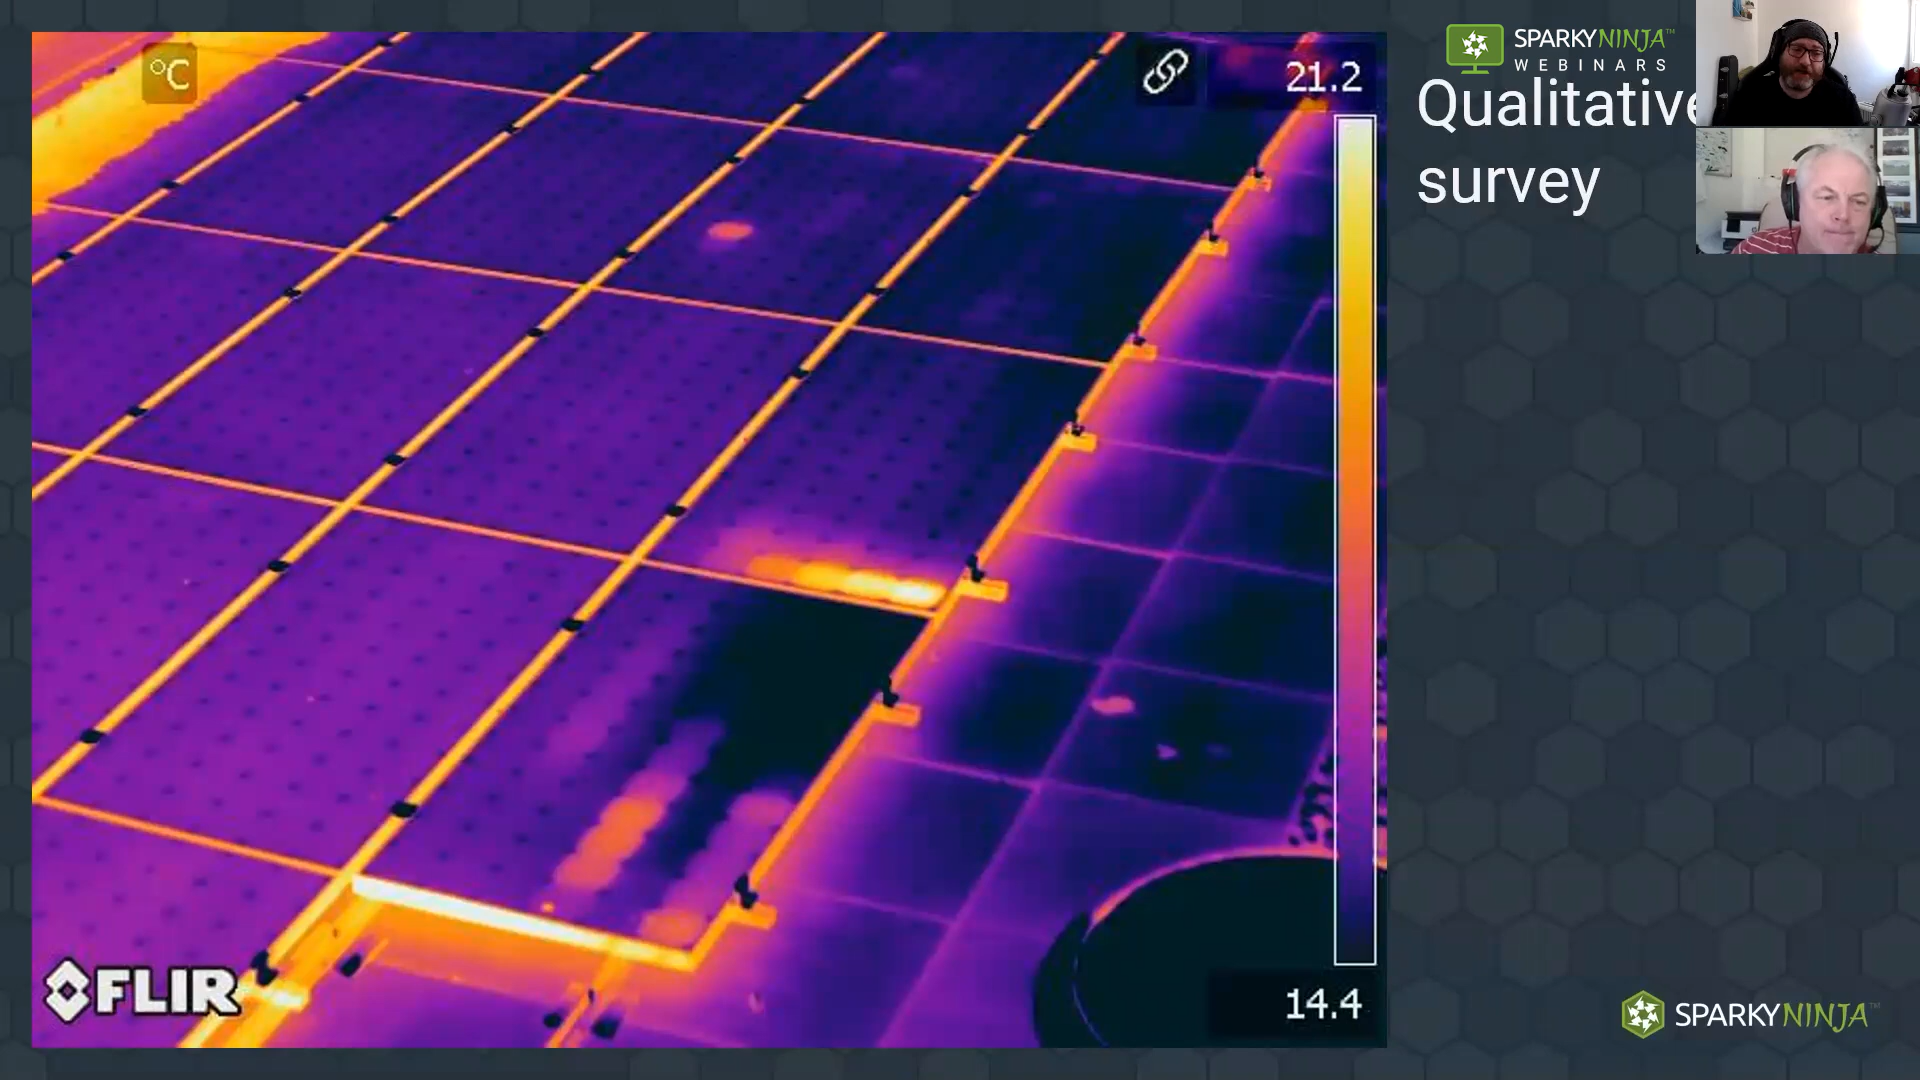 °C
21.2
14.4
FLIR
SPARKYNINJA™
WEBINARS
Qualitative
survey
SPARKYNINJA™